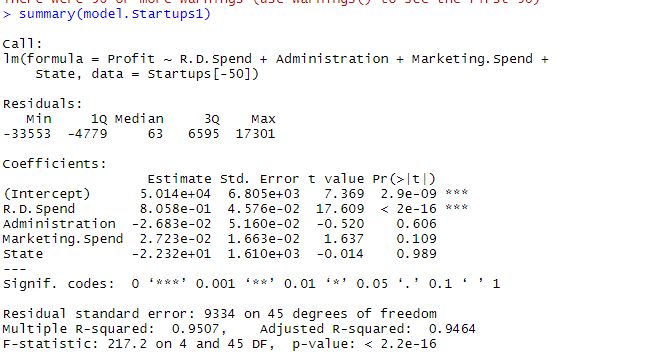 There were 50 or more warnings (use warnings() to see the first 50)
> summary(model.Startups1)
Call:
lm(formula = Profit ~ R.D.Spend + Administration + Marketing.Spend +
    State, data = Startups[-50])
Residuals:
   Min     1Q Median     3Q    Max
-33553  -4779     63   6595  17301
Coefficients:
                  Estimate Std. Error t value Pr(>|t|)
(Intercept)      5.014e+04  6.805e+03   7.369  2.9e-09 ***
R.D.Spend        8.058e-01  4.576e-02  17.609  < 2e-16 ***
Administration  -2.683e-02  5.160e-02  -0.520    0.606
Marketing.Spend  2.723e-02  1.663e-02   1.637    0.109
State           -2.232e+01  1.610e+03  -0.014    0.989
---
Signif. codes:  0 ‘***’ 0.001 ‘**’ 0.01 ‘*’ 0.05 ‘.’ 0.1 ‘ ’ 1
Residual standard error: 9334 on 45 degrees of freedom
Multiple R-squared:  0.9507,    Adjusted R-squared:  0.9464
F-statistic: 217.2 on 4 and 45 DF,  p-value: < 2.2e-16